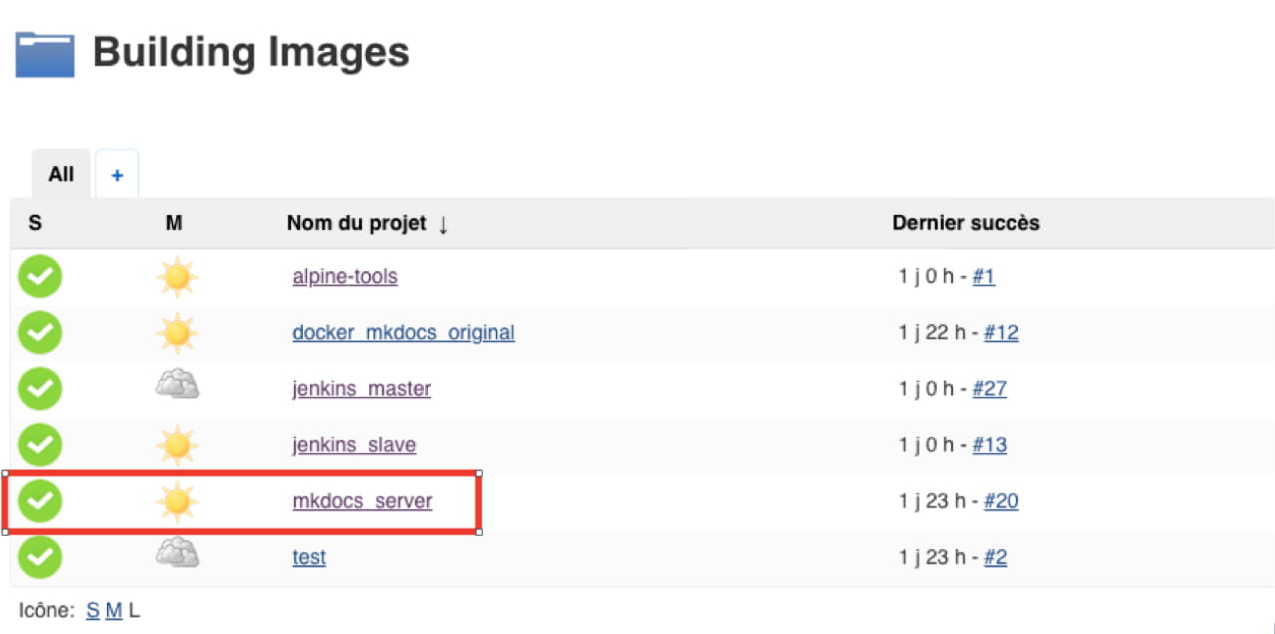 Building Images
All +
S M Nom du projet ↓ Dernier succès
alpine-tools 1 j 0 h - #1
docker_mkdocs_original 1 j 22 h - #12
jenkins_master 1 j 0 h - #27
jenkins_slave 1 j 0 h - #13
mkdocs_server 1 j 23 h - #20
test 1 j 23 h - #2
Icône: S M L